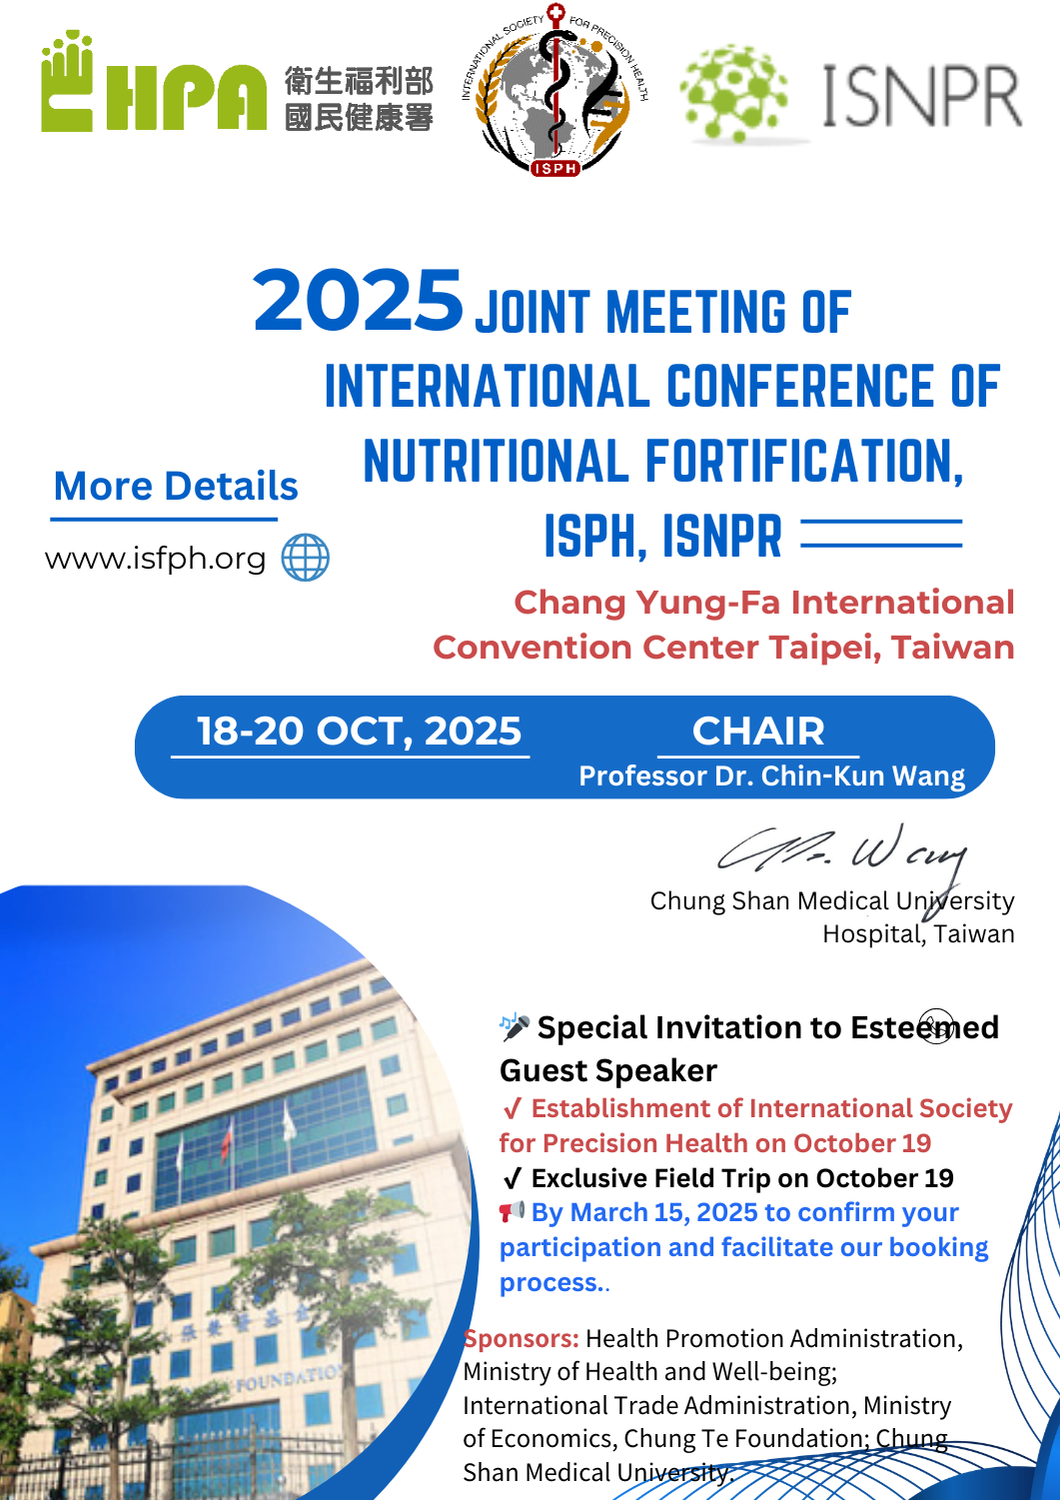 HPA 衛生福利部
國民健康署
INTERNATIONAL SOCIETY FOR PRECISION HEALTH
ISPH
ISNPR
2025 JOINT MEETING OF
INTERNATIONAL CONFERENCE OF
NUTRITIONAL FORTIFICATION,
ISPH, ISNPR
More Details
www.isfph.org
Chang Yung-Fa International
Convention Center Taipei, Taiwan
18-20 OCT, 2025
CHAIR
Professor Dr. Chin-Kun Wang
Wang
Chung Shan Medical University
Hospital, Taiwan
🎤 Special Invitation to Esteemed
Guest Speaker
✓ Establishment of International Society
for Precision Health on October 19
✓ Exclusive Field Trip on October 19
📢 By March 15, 2025 to confirm your
participation and facilitate our booking
process..
Sponsors: Health Promotion Administration,
Ministry of Health and Well-being;
International Trade Administration, Ministry
of Economics, Chung Te Foundation; Chung
Shan Medical University.
張榮發基金
FOUNDATION